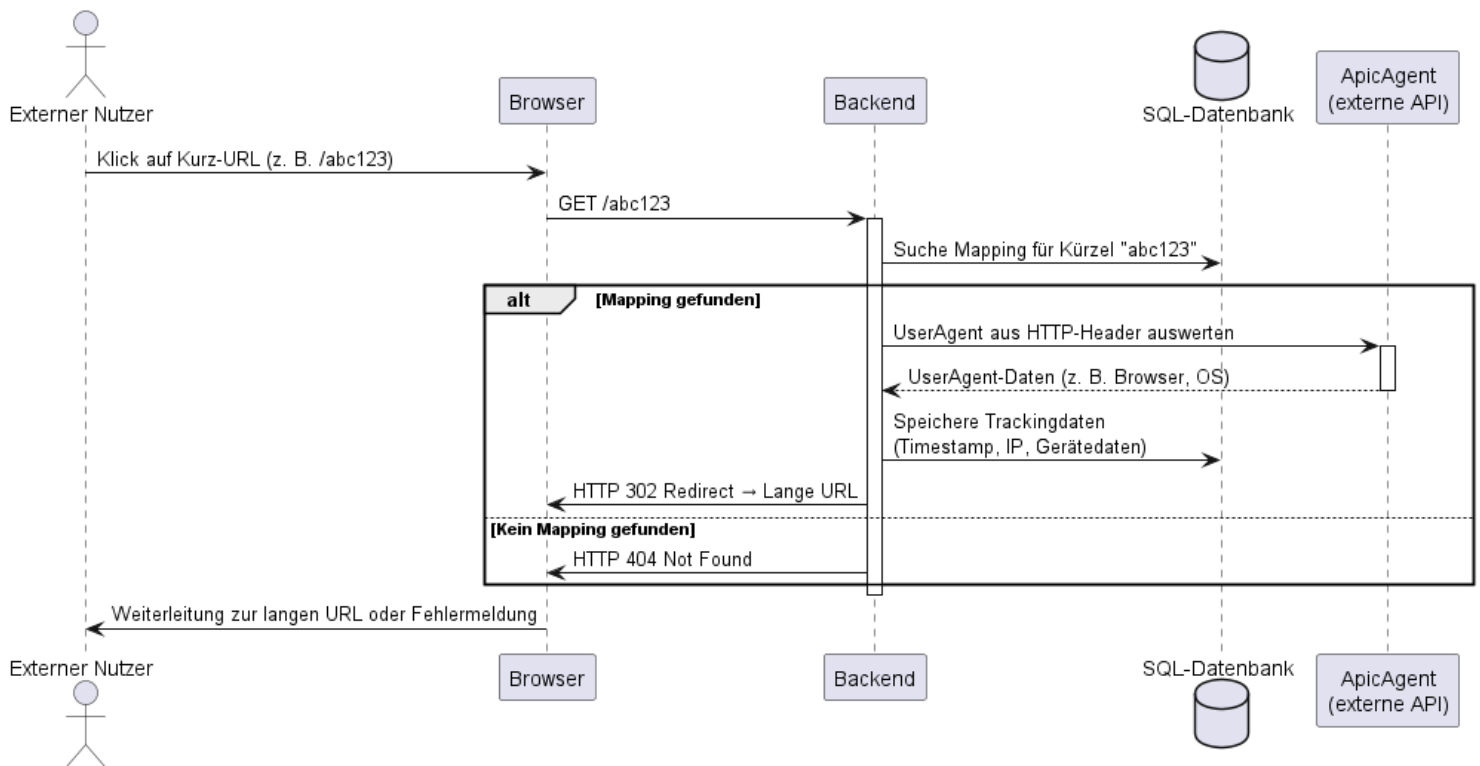 Externer Nutzer
Browser
Backend
SQL-Datenbank
ApicAgent
(externe API)
Klick auf Kurz-URL (z. B. /abc123)
GET /abc123
Suche Mapping für Kürzel "abc123"
alt [Mapping gefunden]
UserAgent aus HTTP-Header auswerten
UserAgent-Daten (z. B. Browser, OS)
Speichere Trackingdaten
(Timestamp, IP, Gerätedaten)
HTTP 302 Redirect → Lange URL
[Kein Mapping gefunden]
HTTP 404 Not Found
Weiterleitung zur langen URL oder Fehlermeldung
Externer Nutzer
Browser
Backend
SQL-Datenbank
ApicAgent
(externe API)